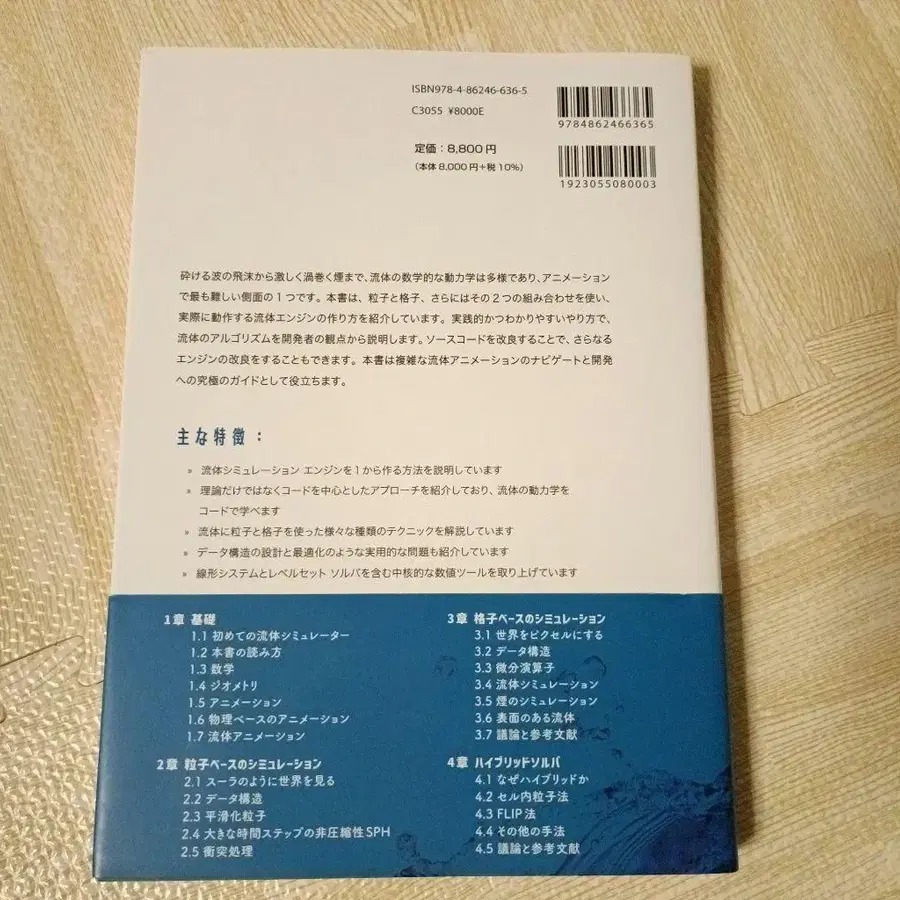 ISBN978-4-86246-636-5
C3055 ¥8000E
9784862466365
定価：8,800円
（本体8,000円＋税10%）
1923055080003
砕ける波の飛沫から激しく渦巻く煙まで、流体の数学的な動力学は多様であり、アニメーション
で最も難しい側面の１つです。本書は、粒子と格子、さらにはその２つの組み合わせを使い、
実際に動作する流体エンジンの作り方を紹介しています。実践的かつわかりやすいやり方で、
流体のアルゴリズムを開発者の観点から説明します。ソースコードを改良することで、さらなる
エンジンの改良をすることもできます。本書は複雑な流体アニメーションのナビゲートと開発
への究極のガイドとして役立ちます。
主な特徴：
» 流体シミュレーション エンジンを１から作る方法を説明しています
» 理論だけではなくコードを中心としたアプローチを紹介しており、流体の動力学を
コードで学べます
» 流体に粒子と格子を使った様々な種類のテクニックを解説しています
» データ構造の設計と最適化のような実用的な問題も紹介しています
» 線形システムとレベルセット ソルバを含む中核的な数値ツールを取り上げています
1章 基礎
1.1 初めての流体シミュレーター
1.2 本書の読み方
1.3 数学
1.4 ジオメトリ
1.5 アニメーション
1.6 物理ベースのアニメーション
1.7 流体アニメーション
2章 粒子ベースのシミュレーション
2.1 スーラのように世界を見る
2.2 データ構造
2.3 平滑化粒子
2.4 大きな時間ステップの非圧縮性SPH
2.5 衝突処理
3章 格子ベースのシミュレーション
3.1 世界をピクセルにする
3.2 データ構造
3.3 微分演算子
3.4 流体シミュレーション
3.5 煙のシミュレーション
3.6 表面のある流体
3.7 議論と参考文献
4章 ハイブリッドソルバ
4.1 なぜハイブリッドか
4.2 セル内粒子法
4.3 FLIP法
4.4 その他の手法
4.5 議論と参考文献